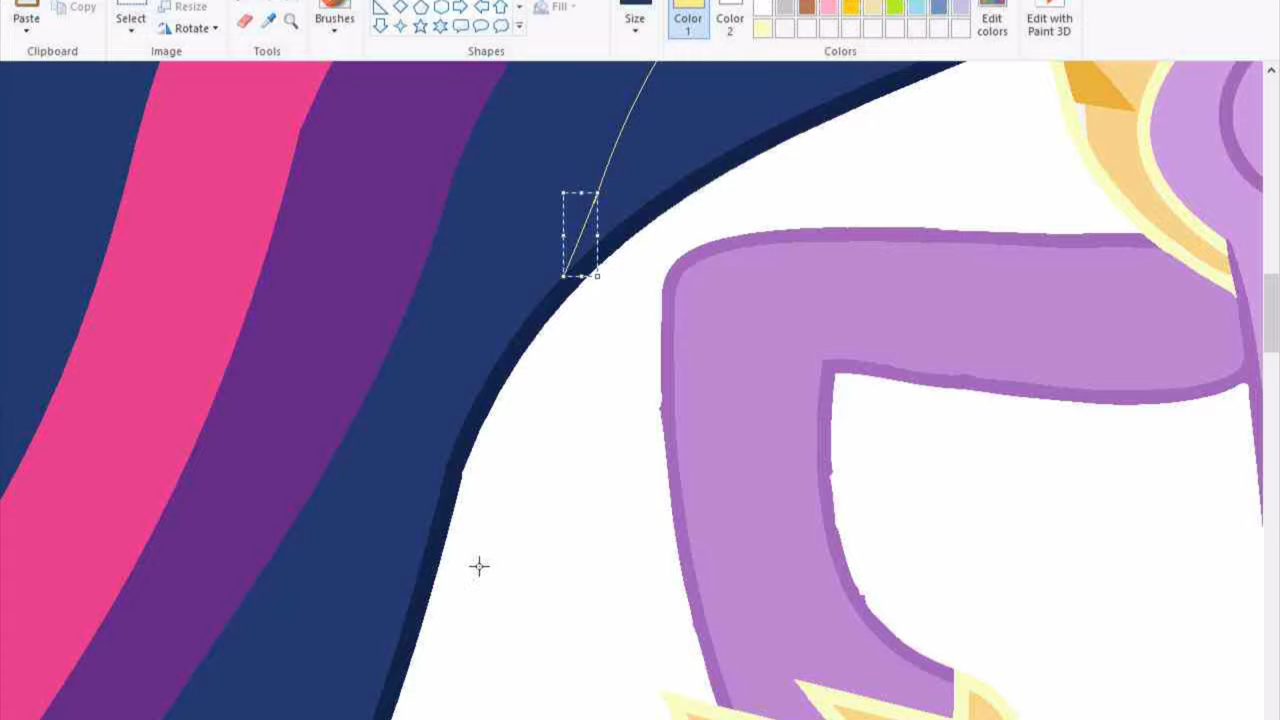 Paste
Copy
Select
Resize
Rotate
Brushes
Fill
Size
Color
1
Color
2
Edit
colors
Edit with
Paint 3D
Clipboard
Image
Tools
Shapes
Colors